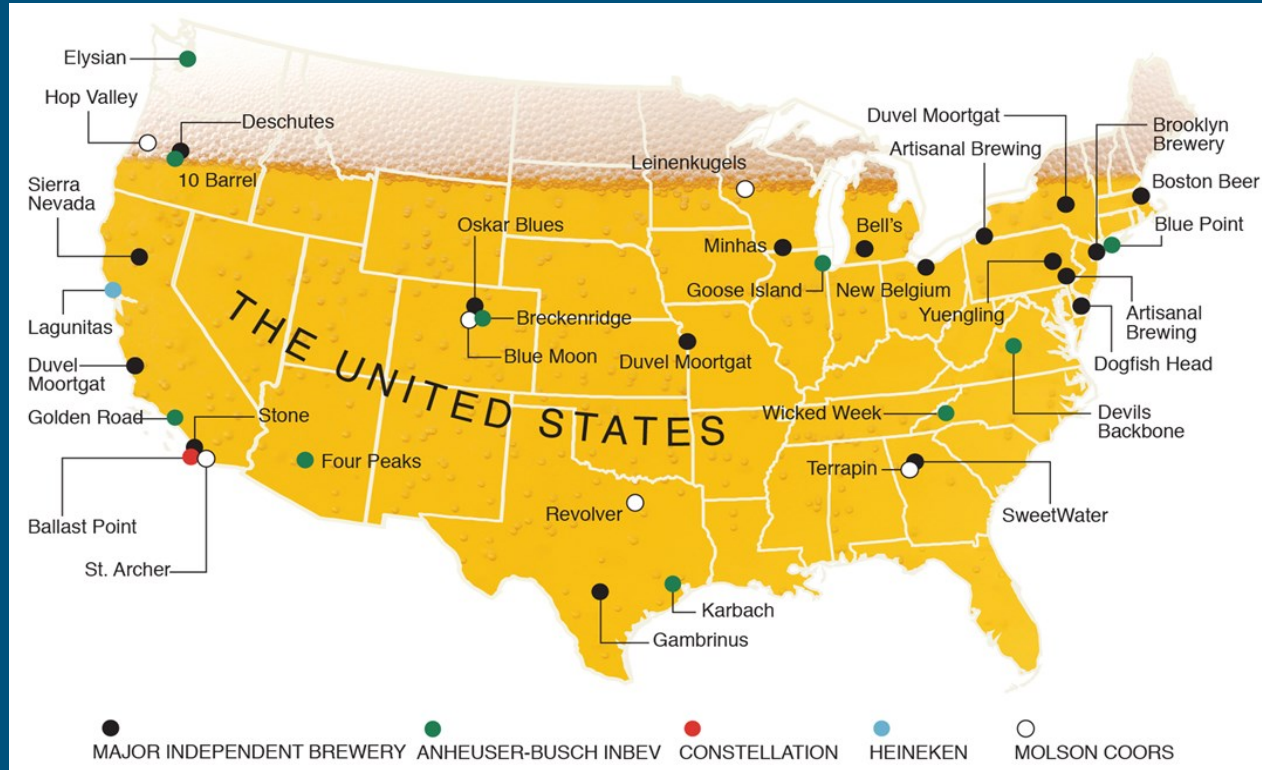 Elysian
Hop Valley
Deschutes
10 Barrel
Sierra
Nevada
Lagunitas
Duvel
Moortgat
Golden Road
Stone
Ballast Point
St. Archer
Four Peaks
Oskar Blues
Breckenridge
Blue Moon
THE UNITED STATES
Leinenkugels
Minhas
Goose Island
Bell's
New Belgium
Duvel Moortgat
Wicked Week
Terrapin
SweetWater
Revolver
Karbach
Gambrinus
Duvel Moortgat
Artisanal Brewing
Brooklyn
Brewery
Boston Beer
Blue Point
Yuengling
Artisanal
Brewing
Dogfish Head
Devils
Backbone
MAJOR INDEPENDENT BREWERY
ANHEUSER-BUSCH INBEV
CONSTELLATION
HEINEKEN
MOLSON COORS